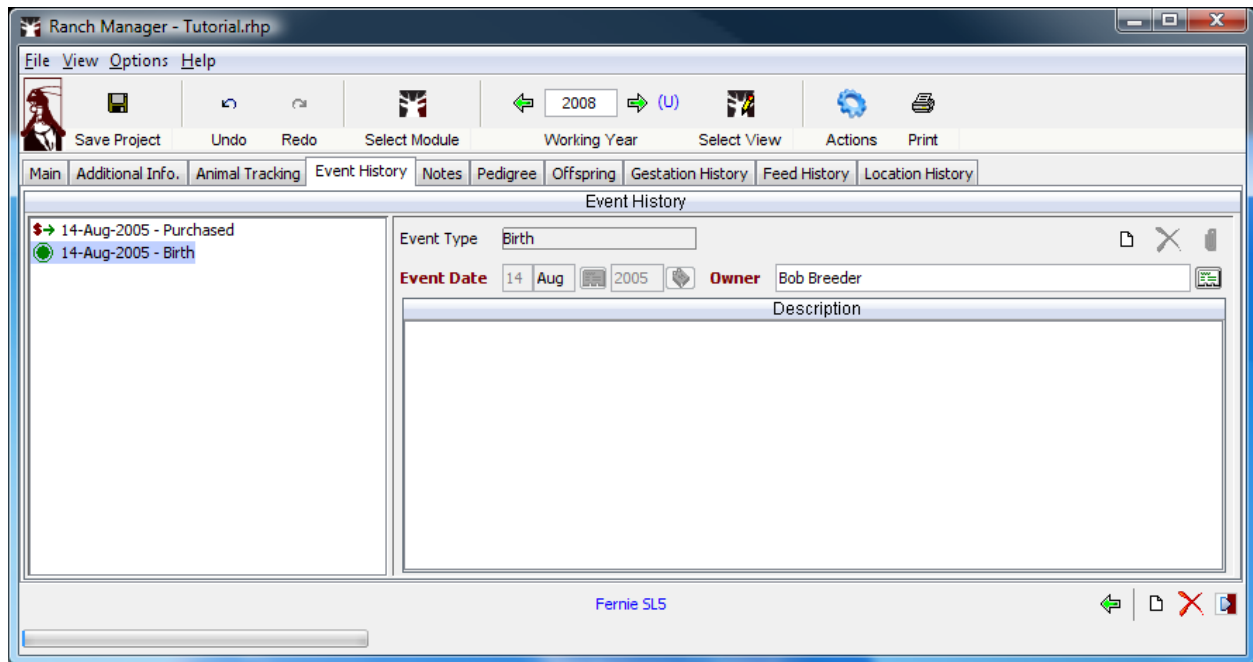 Ranch Manager - Tutorial.rhp
File View Options Help
2008 (U)
Save Project Undo Redo Select Module Working Year Select View Actions Print
Main Additional Info. Animal Tracking Event History Notes Pedigree Offspring Gestation History Feed History Location History
Event History
14-Aug-2005 - Purchased
14-Aug-2005 - Birth
Event Type Birth
Event Date 14 Aug 2005 Owner Bob Breeder
Description
Fernie SL5